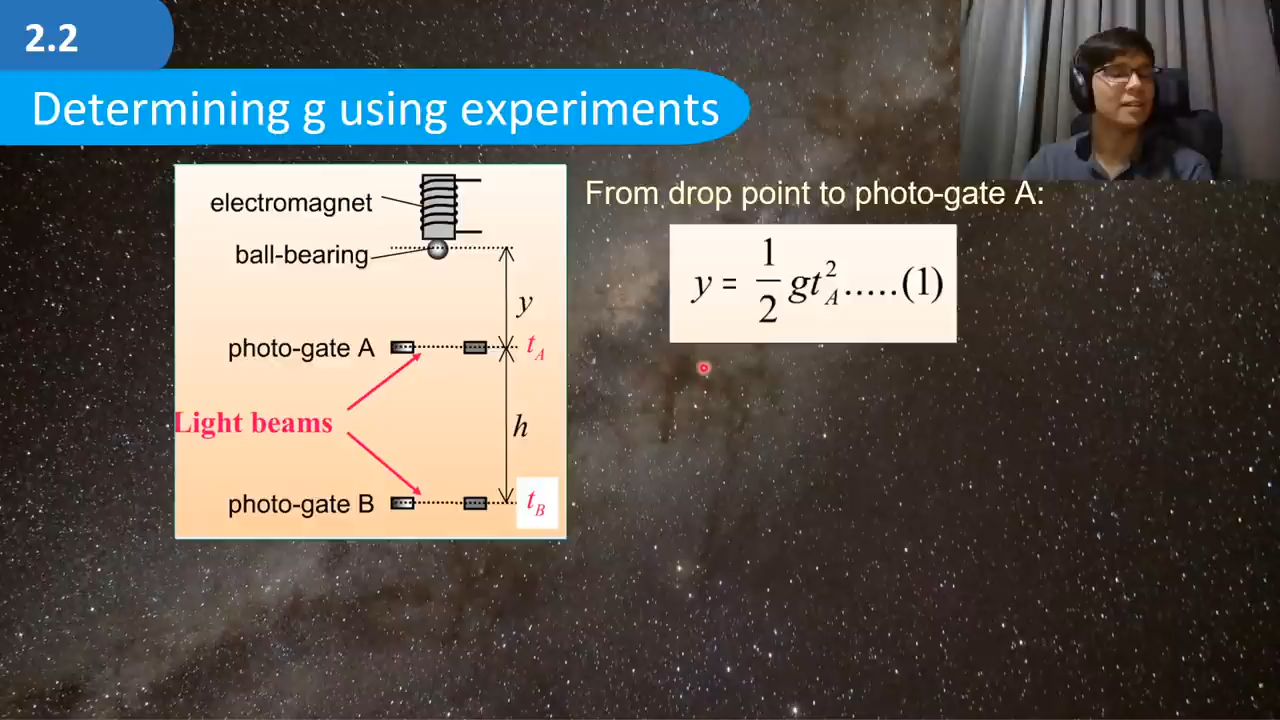 2.2
Determining g using experiments
electromagnet
ball-bearing
y
photo-gate A
t_A
Light beams
h
photo-gate B
t_B
From drop point to photo-gate A:
y = 1/2 gt_A^2.....(1)